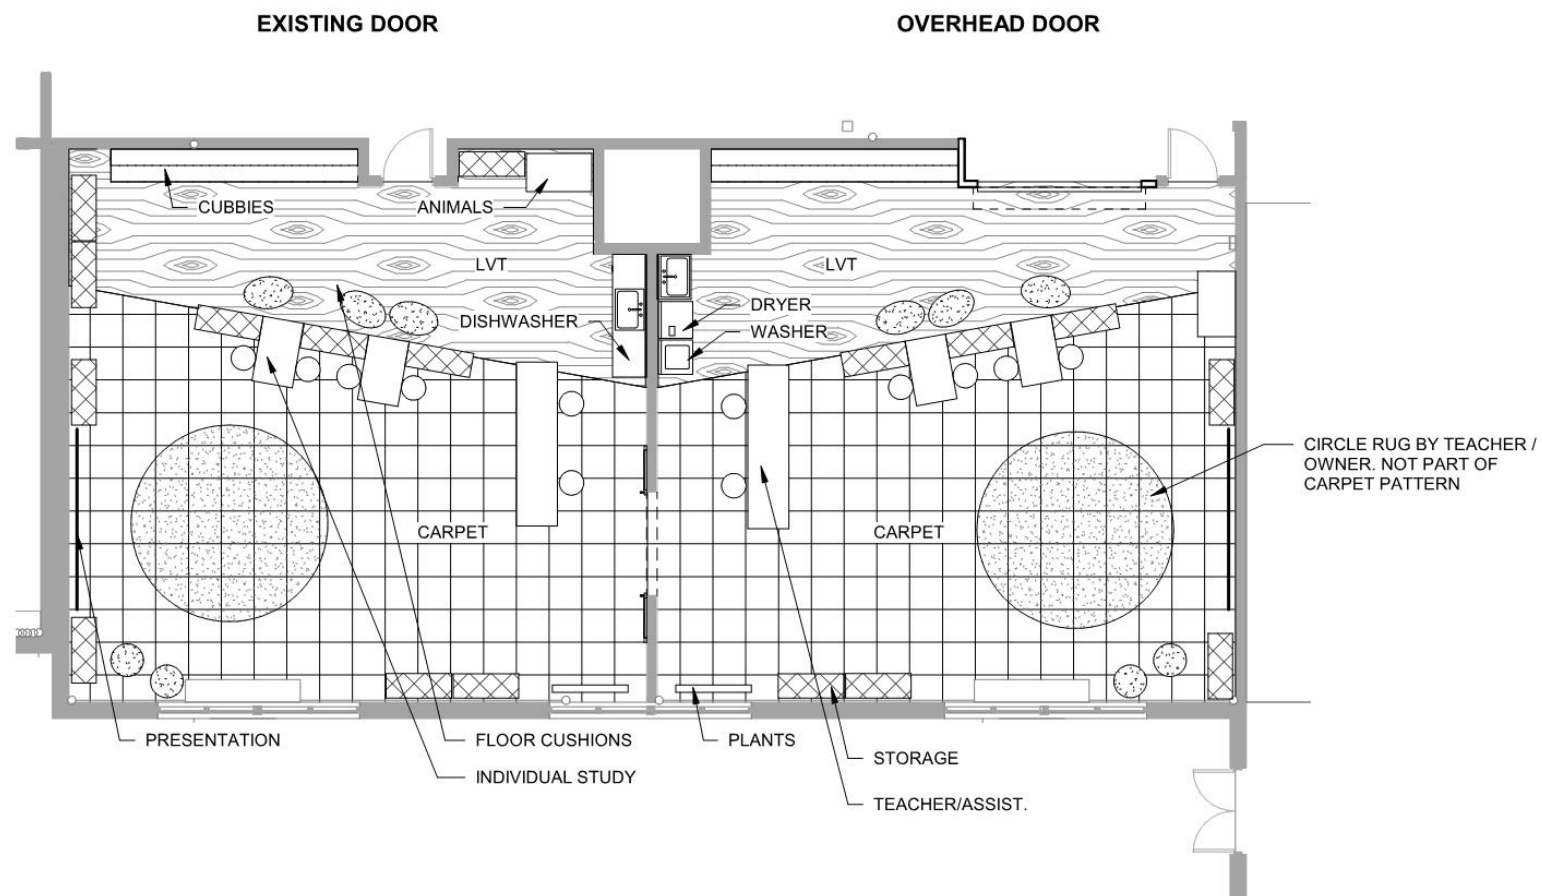 EXISTING DOOR
OVERHEAD DOOR
CUBBIES
ANIMALS
LVT
LVT
DRYER
DISHWASHER
WASHER
CIRCLE RUG BY TEACHER /
OWNER. NOT PART OF
CARPET PATTERN
CARPET
CARPET
PRESENTATION
FLOOR CUSHIONS
PLANTS
STORAGE
INDIVIDUAL STUDY
TEACHER/ASSIST.